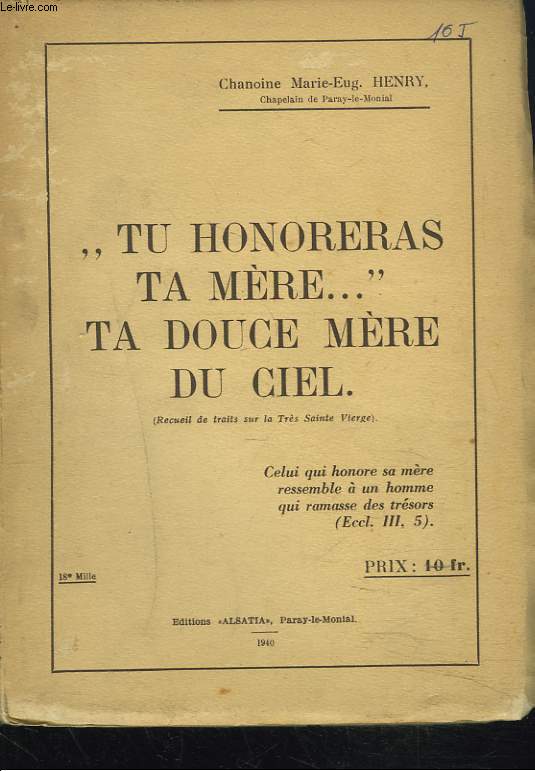 Le-livre.com
16 I
Chanoine Marie-Eug. HENRY,
Chapelain de Paray-le-Monial
„ TU HONORERAS
TA MÈRE...”
TA DOUCE MÈRE
DU CIEL.
(Recueil de traits sur la Très Sainte Vierge).
Celui qui honore sa mère
ressemble à un homme
qui ramasse des trésors
(Eccl. III, 5).
18e Mille
PRIX : 10 fr.
Editions «ALSATIA», Paray-le-Monial.
1940